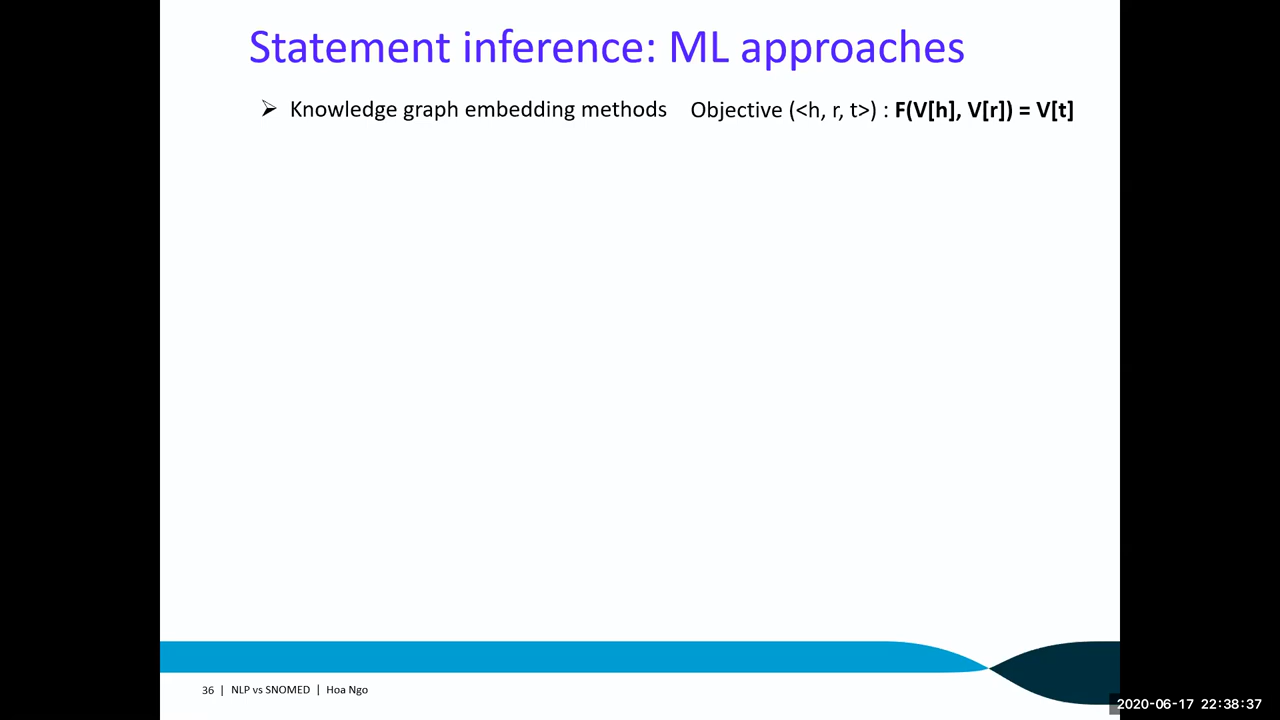 Statement inference: ML approaches
➢ Knowledge graph embedding methods Objective (<h, r, t>) : F(V[h], V[r]) = V[t]
36 | NLP vs SNOMED | Hoa Ngo
2020-06-17 22:38:37